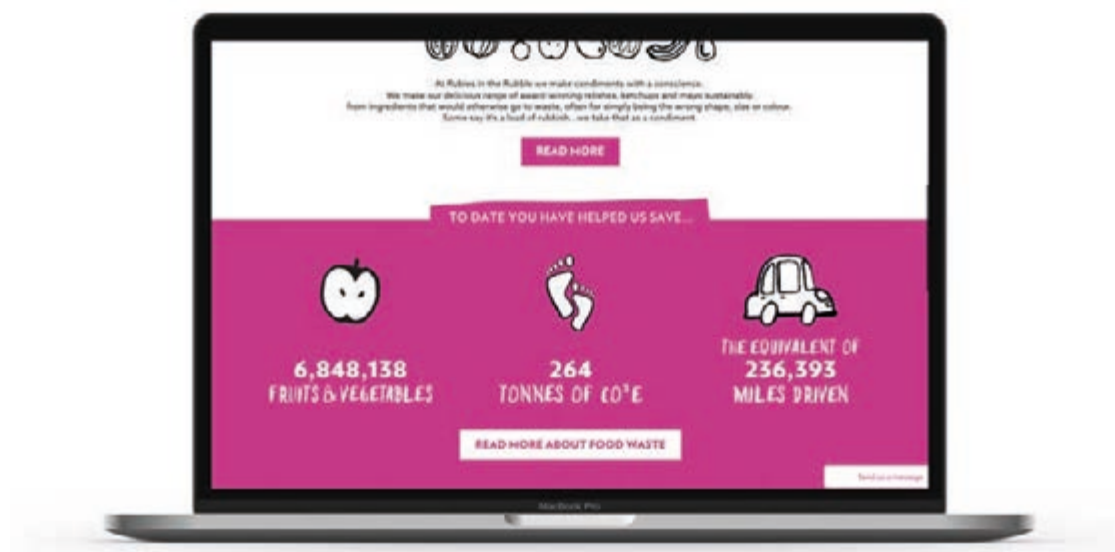 At Rubies in the Rubble we make condiments with a conscience.
We make our delicious range of award winning relishes, ketchups and mayo sustainably
from ingredients that would otherwise go to waste, often for simply being the wrong shape, size or colour.
Some say it's a load of rubbish... we take that as a condiment.
READ MORE
TO DATE YOU HAVE HELPED US SAVE...
6,848,138
FRUITS & VEGETABLES
264
TONNES OF CO²E
THE EQUIVALENT OF
236,393
MILES DRIVEN
READ MORE ABOUT FOOD WASTE
Send us a message
MacBook Pro